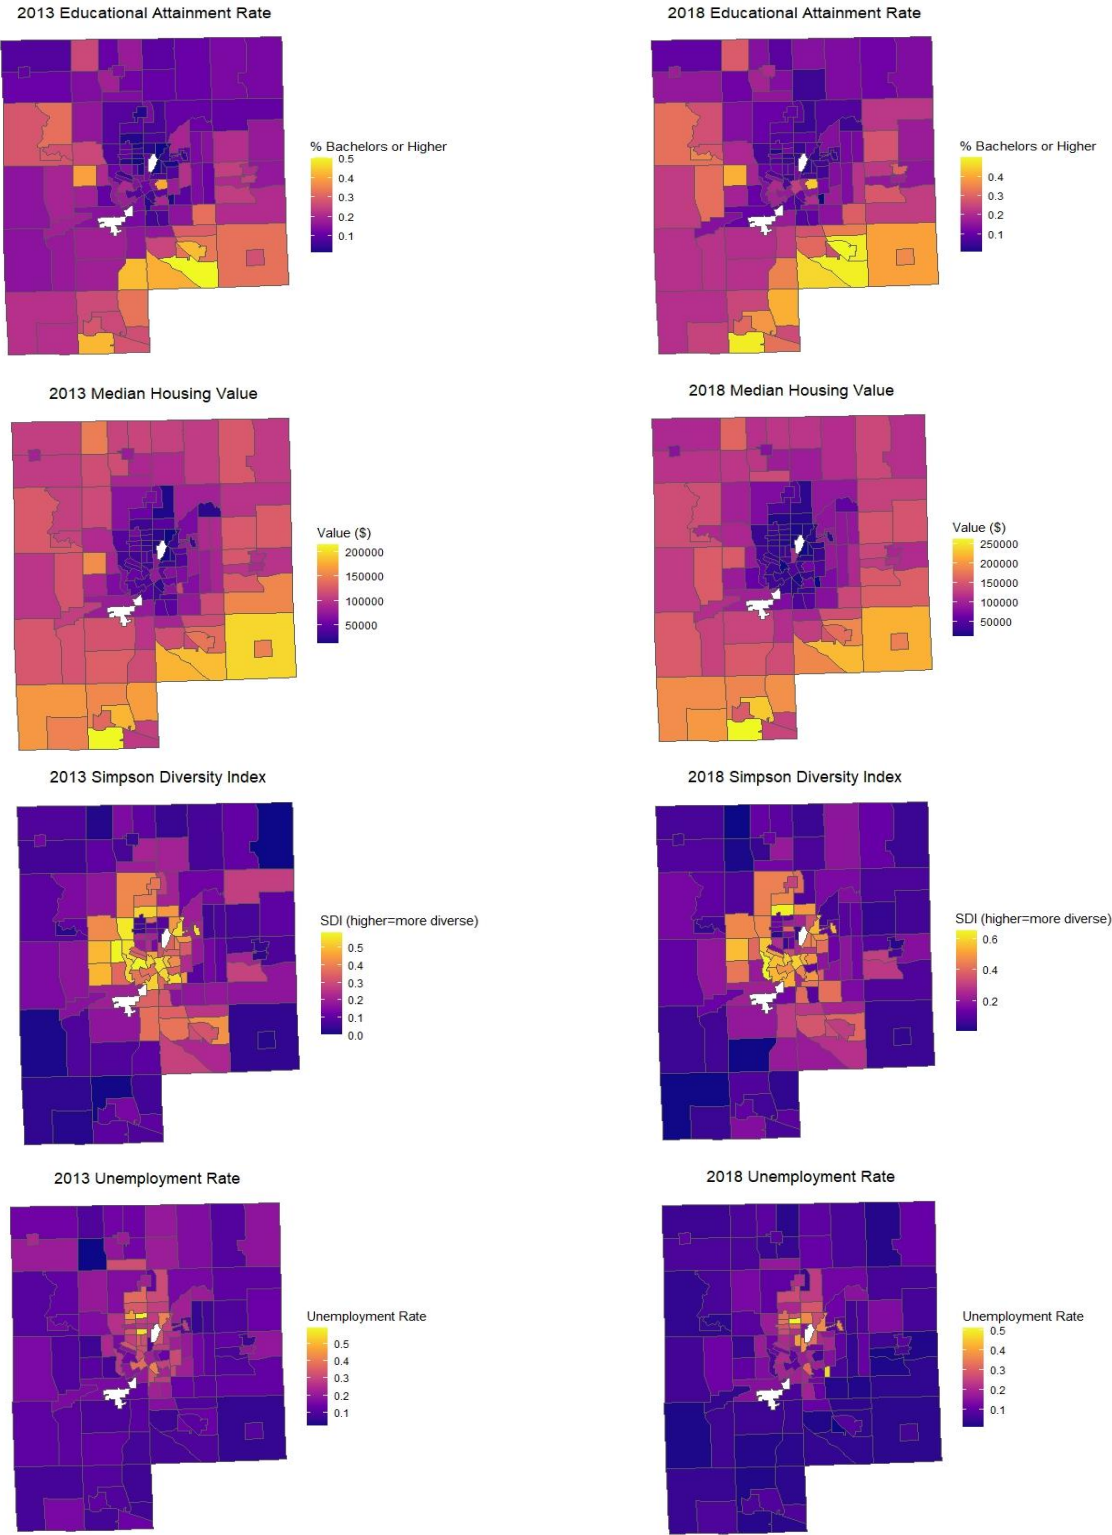 2013 Educational Attainment Rate
2018 Educational Attainment Rate
% Bachelors or Higher
0.5
0.4
0.3
0.2
0.1
% Bachelors or Higher
0.4
0.3
0.2
0.1
2013 Median Housing Value
2018 Median Housing Value
Value ($)
200000
150000
100000
50000
Value ($)
250000
200000
150000
100000
50000
2013 Simpson Diversity Index
2018 Simpson Diversity Index
SDI (higher=more diverse)
0.5
0.4
0.3
0.2
0.1
0.0
SDI (higher=more diverse)
0.6
0.4
0.2
2013 Unemployment Rate
2018 Unemployment Rate
Unemployment Rate
0.5
0.4
0.3
0.2
0.1
Unemployment Rate
0.5
0.4
0.3
0.2
0.1